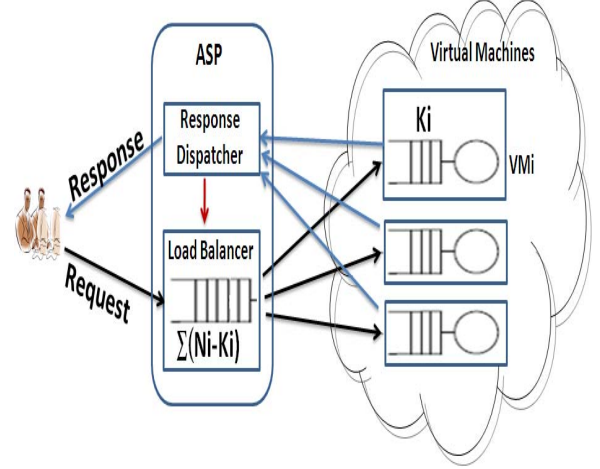 ASP
Virtual Machines
Response
Dispatcher
Ki
VMi
Response
Load Balancer
Request
∑(Ni-Ki)